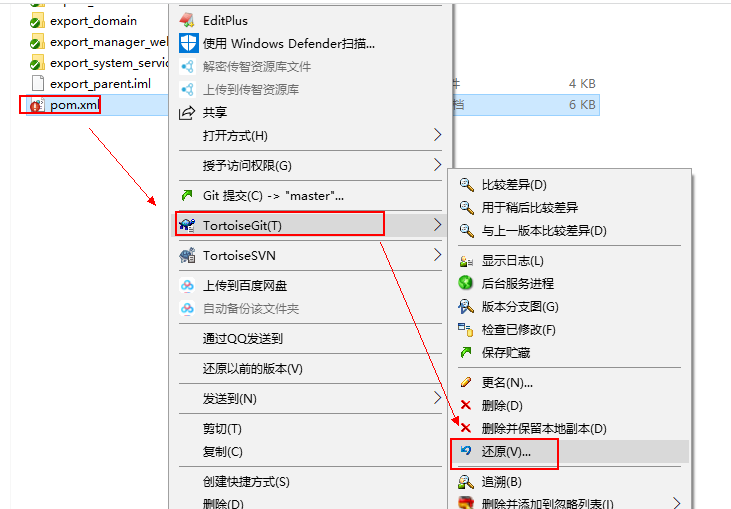 export_domain
export_manager_we
export_system_servic
export_parent.iml
4 KB
pom.xml
档
6 KB
EditPlus
使用 Windows Defender扫描...
解密传智资源库文件
上传到传智资源库
共享
打开方式(H)
授予访问权限(G)
Git 提交(C) -> "master"...
TortoiseGit(T)
TortoiseSVN
上传到百度网盘
自动备份该文件夹
通过QQ发送到
还原以前的版本(V)
发送到(N)
剪切(T)
复制(C)
创建快捷方式(S)
删除(D)
比较差异(D)
用于稍后比较差异
与上一版本比较差异(D)
显示日志(L)
后台服务进程
版本分支图(G)
检查已修改(F)
保存贮藏
更名(N)...
删除(D)
删除并保留本地副本(D)
还原(V)...
追溯(B)
删除并添加到忽略列表(I)